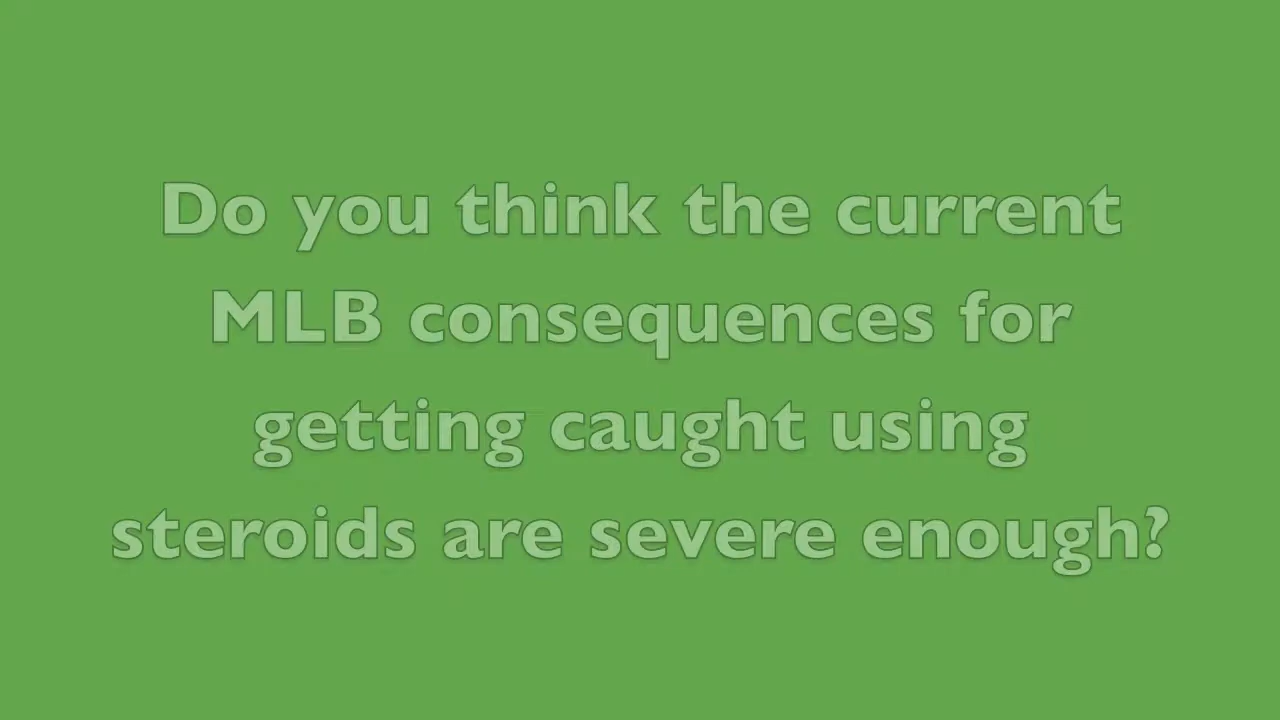 Do you think the current
MLB consequences for
getting caught using
steroids are severe enough?